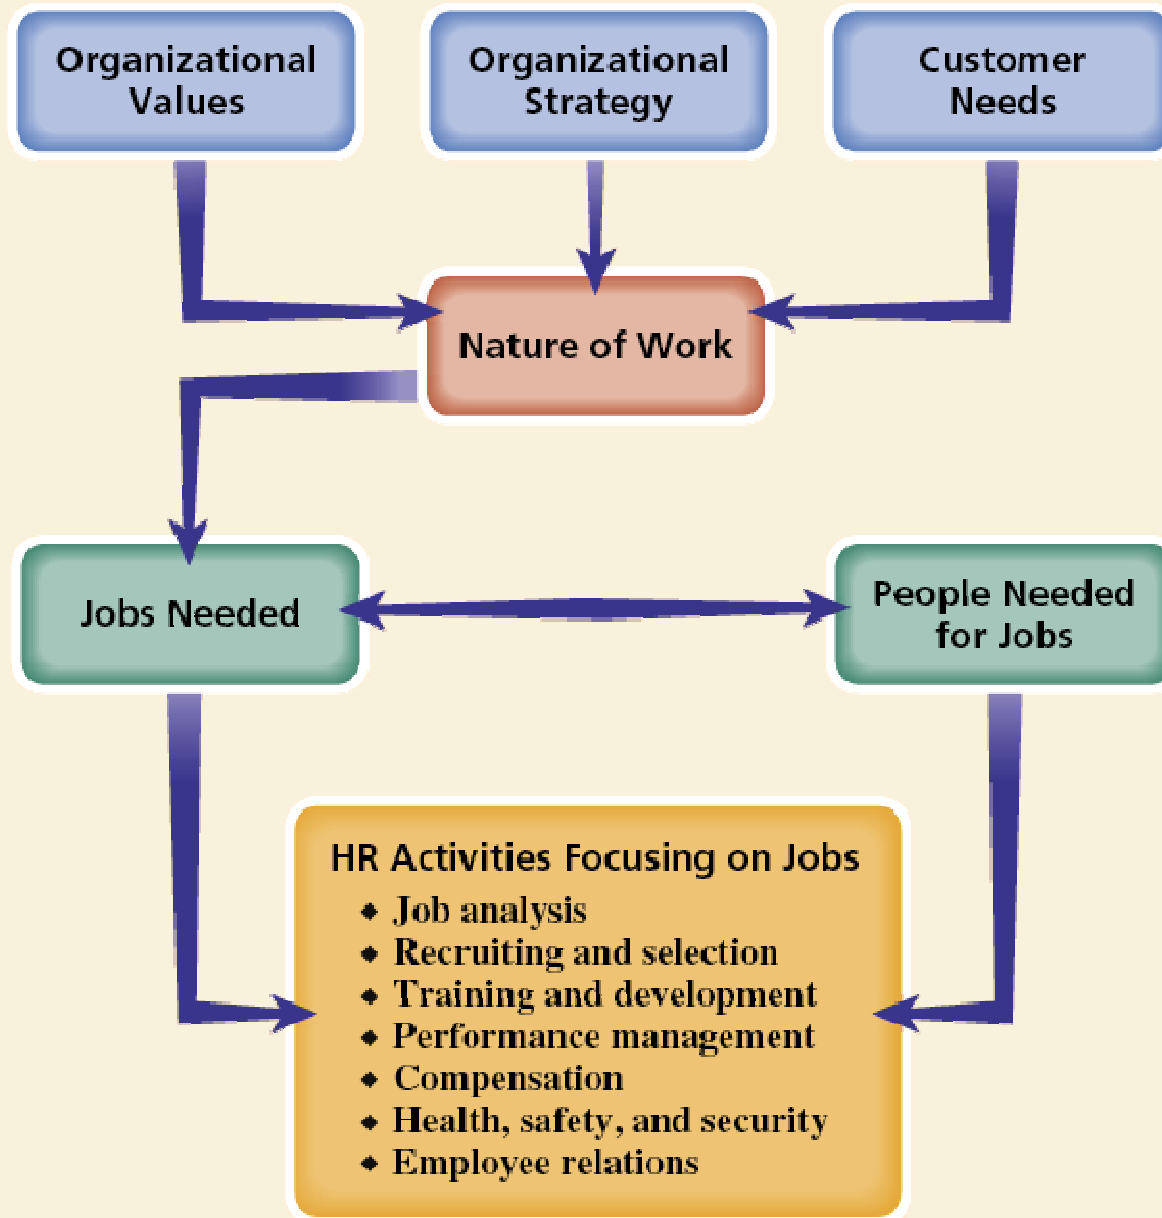 Organizational
Values
Organizational
Strategy
Customer
Needs
Nature of Work
Jobs Needed
People Needed
for Jobs
HR Activities Focusing on Jobs
◆ Job analysis
◆ Recruiting and selection
◆ Training and development
◆ Performance management
◆ Compensation
◆ Health, safety, and security
◆ Employee relations